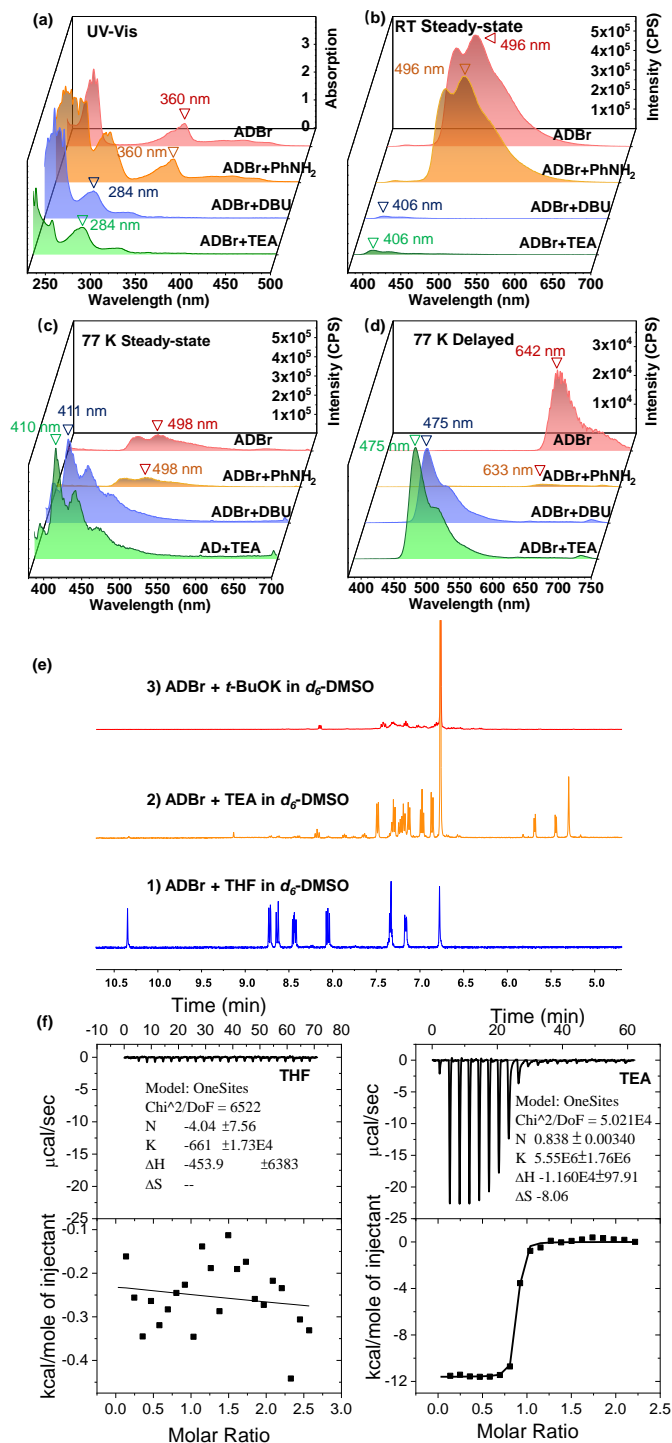 (a)
UV-Vis
3
2
1
0
Absorption
360 nm
ADBr
360 nm
ADBr+PhNH2
284 nm
ADBr+DBU
284 nm
ADBr+TEA
250 300 350 400 450 500
Wavelength (nm)
(b)
RT Steady-state
5x10^5
4x10^5
3x10^5
2x10^5
1x10^5
Intensity (CPS)
496 nm
496 nm
ADBr
ADBr+PhNH2
406 nm
ADBr+DBU
406 nm
ADBr+TEA
400 450 500 550 600 650 700
Wavelength (nm)
(c)
77 K Steady-state
5x10^5
4x10^5
3x10^5
2x10^5
1x10^5
Intensity (CPS)
410 nm
411 nm
498 nm
ADBr
498 nm
ADBr+PhNH2
ADBr+DBU
AD+TEA
400 450 500 550 600 650 700
Wavelength (nm)
(d)
77 K Delayed
3x10^4
2x10^4
1x10^4
Intensity (CPS)
642 nm
ADBr
475 nm
475 nm
633 nm
ADBr+PhNH2
ADBr+DBU
ADBr+TEA
400 450 500 550 600 650 700 750
Wavelength (nm)
(e)
3) ADBr + t-BuOK in d6-DMSO
2) ADBr + TEA in d6-DMSO
1) ADBr + THF in d6-DMSO
10.5 10.0 9.5 9.0 8.5 8.0 7.5 7.0 6.5 6.0 5.5 5.0
(f)
Time (min)
-10 0 10 20 30 40 50 60 70 80
0
-5
-10
-15
-20
-25
µcal/sec
THF
Model: OneSites
Chi^2/DoF = 6522
N -4.04 ±7.56
K -661 ±1.73E4
ΔH -453.9 ±6383
ΔS --
-0.1
-0.2
-0.3
-0.4
kcal/mole of injectant
0.0 0.5 1.0 1.5 2.0 2.5 3.0
Molar Ratio
Time (min)
0 20 40 60
0
-5
-10
-15
-20
-25
µcal/sec
TEA
Model: OneSites
Chi^2/DoF = 5.021E4
N 0.838 ± 0.00340
K 5.55E6±1.76E6
ΔH -1.160E4±97.91
ΔS -8.06
0
-4
-8
-12
kcal/mole of injectant
0.0 0.5 1.0 1.5 2.0 2.5
Molar Ratio